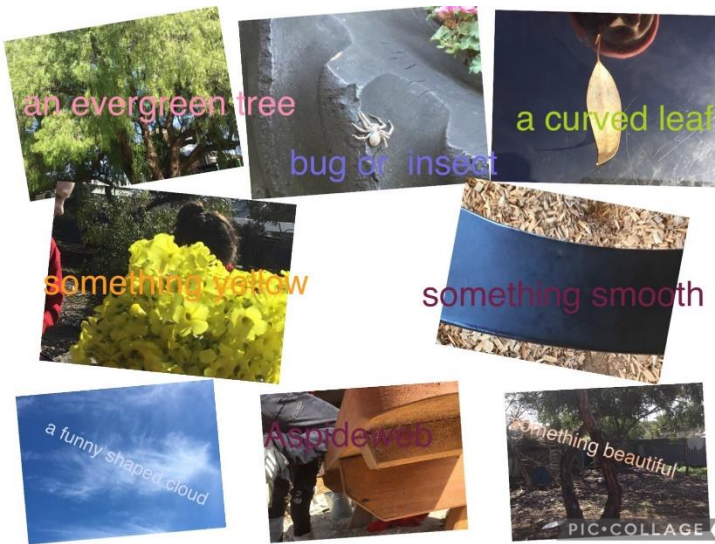 an evergreen tree
bug or insect
a curved leaf
something yellow
something smooth
a funny shaped cloud
Aspideweb
something beautiful
PIC•COLLAGE